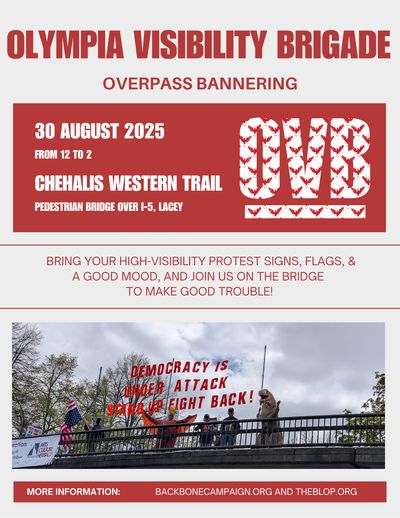 OLYMPIA VISIBILITY BRIGADE
OVERPASS BANNERING
30 AUGUST 2025
FROM 12 TO 2
CHEHALIS WESTERN TRAIL
PEDESTRIAN BRIDGE OVER I-5, LACEY
OVB
BRING YOUR HIGH-VISIBILITY PROTEST SIGNS, FLAGS, &
A GOOD MOOD, AND JOIN US ON THE BRIDGE
TO MAKE GOOD TROUBLE!
DEMOCRACY IS
UNDER ATTACK
STAND UP FIGHT BACK!
MORE INFORMATION: BACKBONECAMPAIGN.ORG AND THEBLOP.ORG